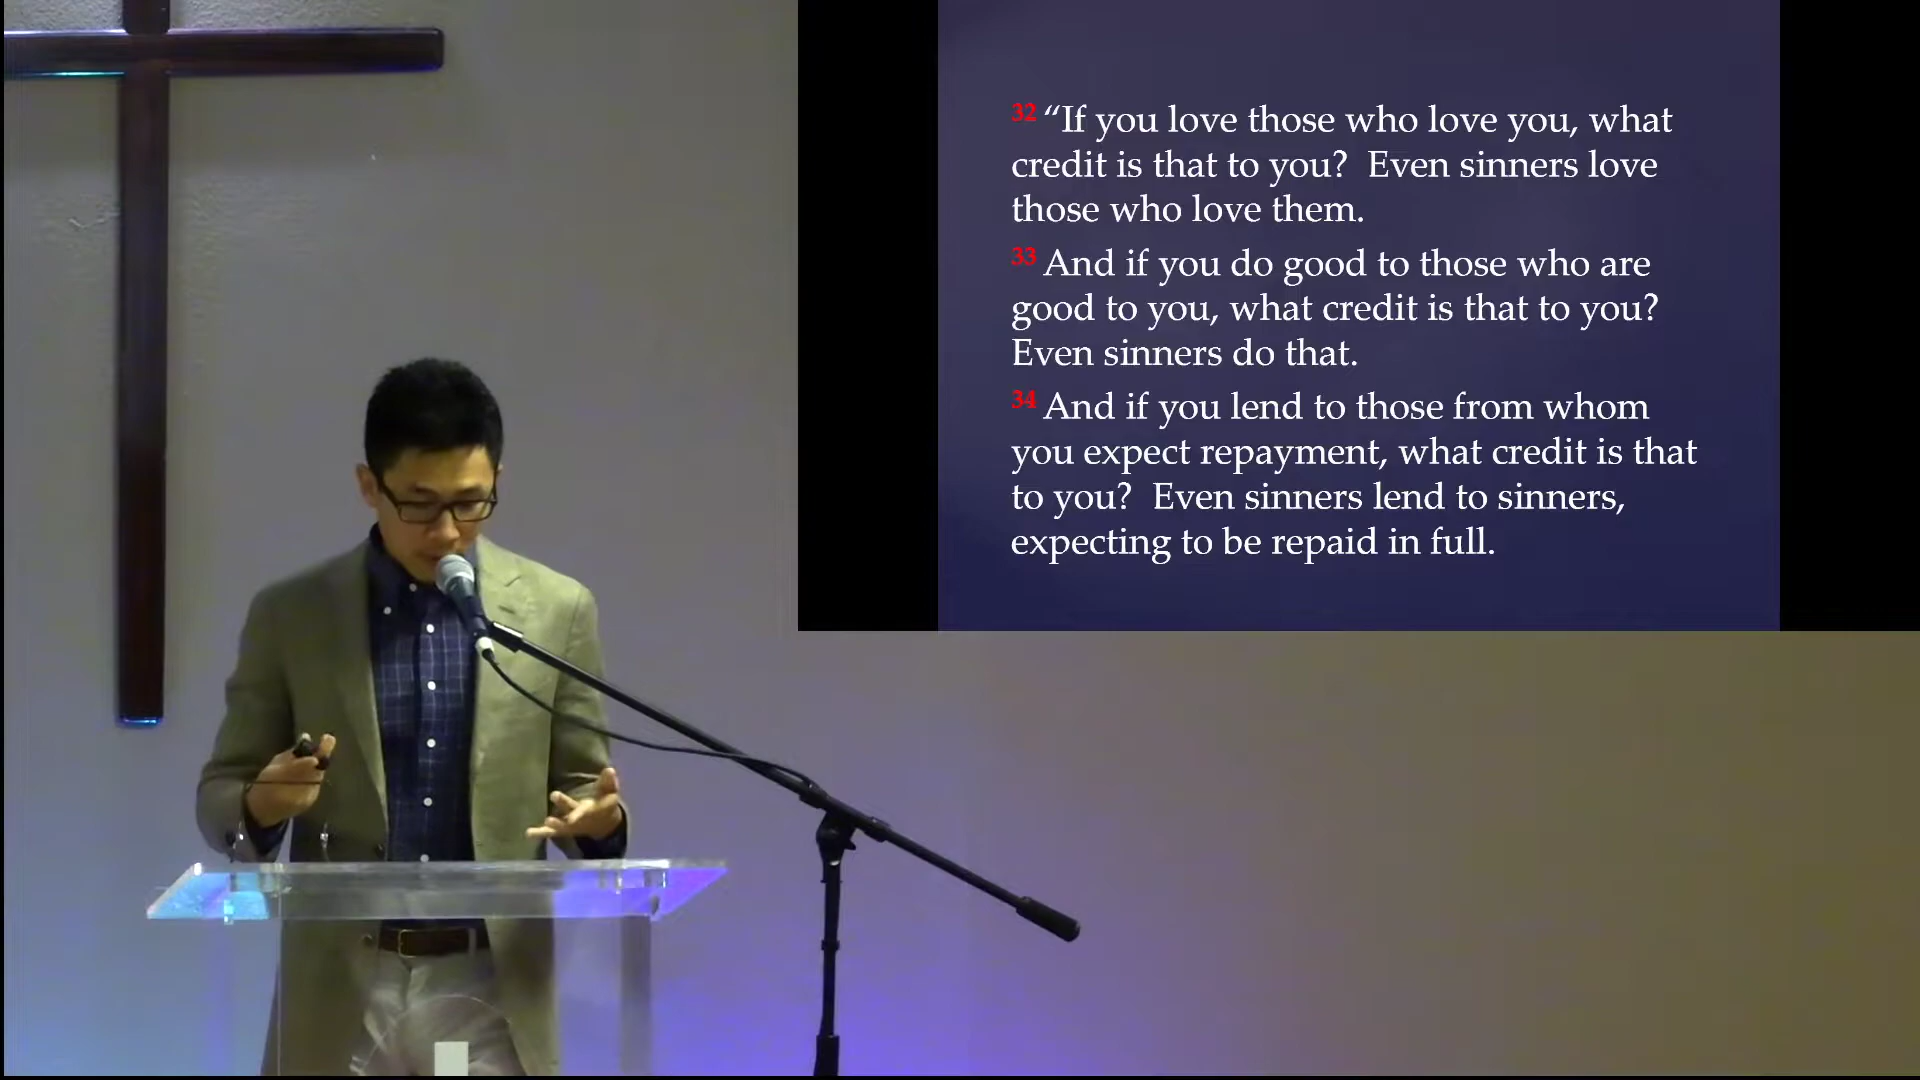 32 “If you love those who love you, what
credit is that to you?  Even sinners love
those who love them.
33 And if you do good to those who are
good to you, what credit is that to you?
Even sinners do that.
34 And if you lend to those from whom
you expect repayment, what credit is that
to you?  Even sinners lend to sinners,
expecting to be repaid in full.